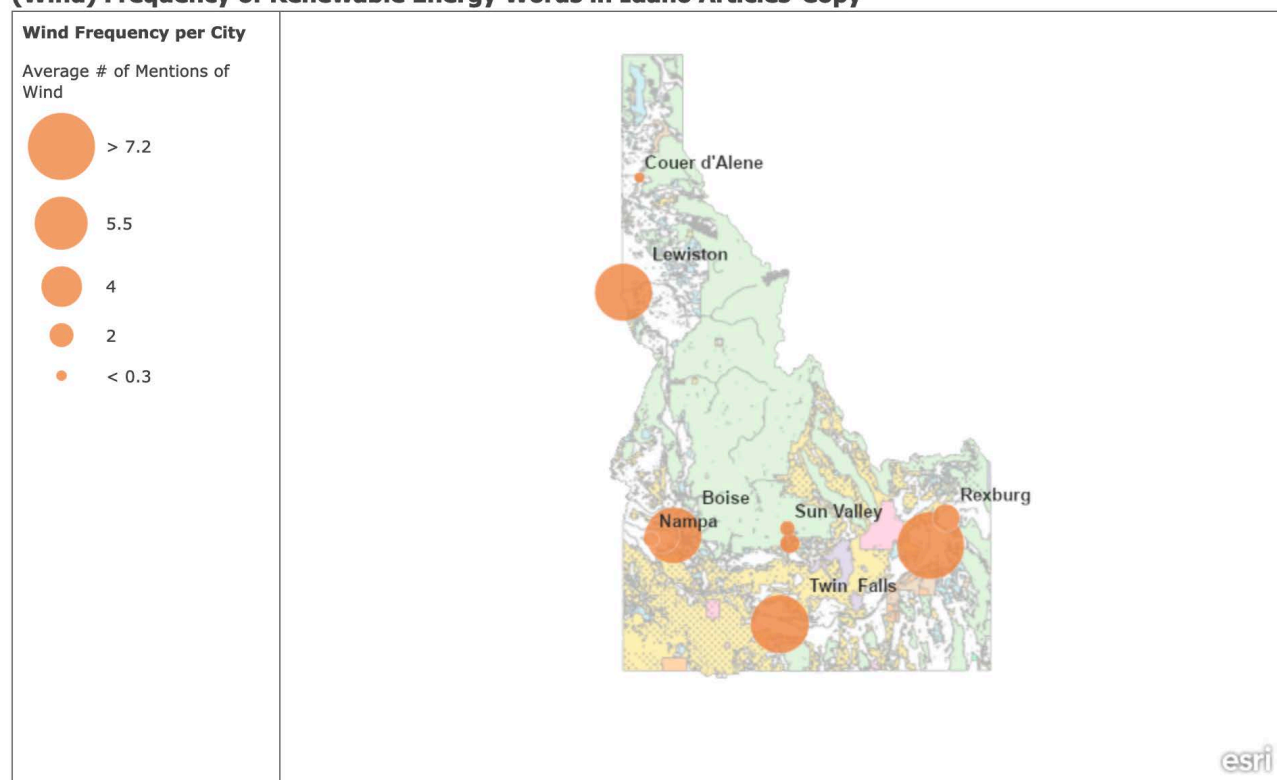 (Wind) Frequency of Renewable Energy Words in Idaho Articles-Copy
Wind Frequency per City
Average # of Mentions of
Wind
> 7.2
5.5
4
2
< 0.3
Couer d'Alene
Lewiston
Boise
Rexburg
Sun Valley
Nampa
Twin Falls
esri